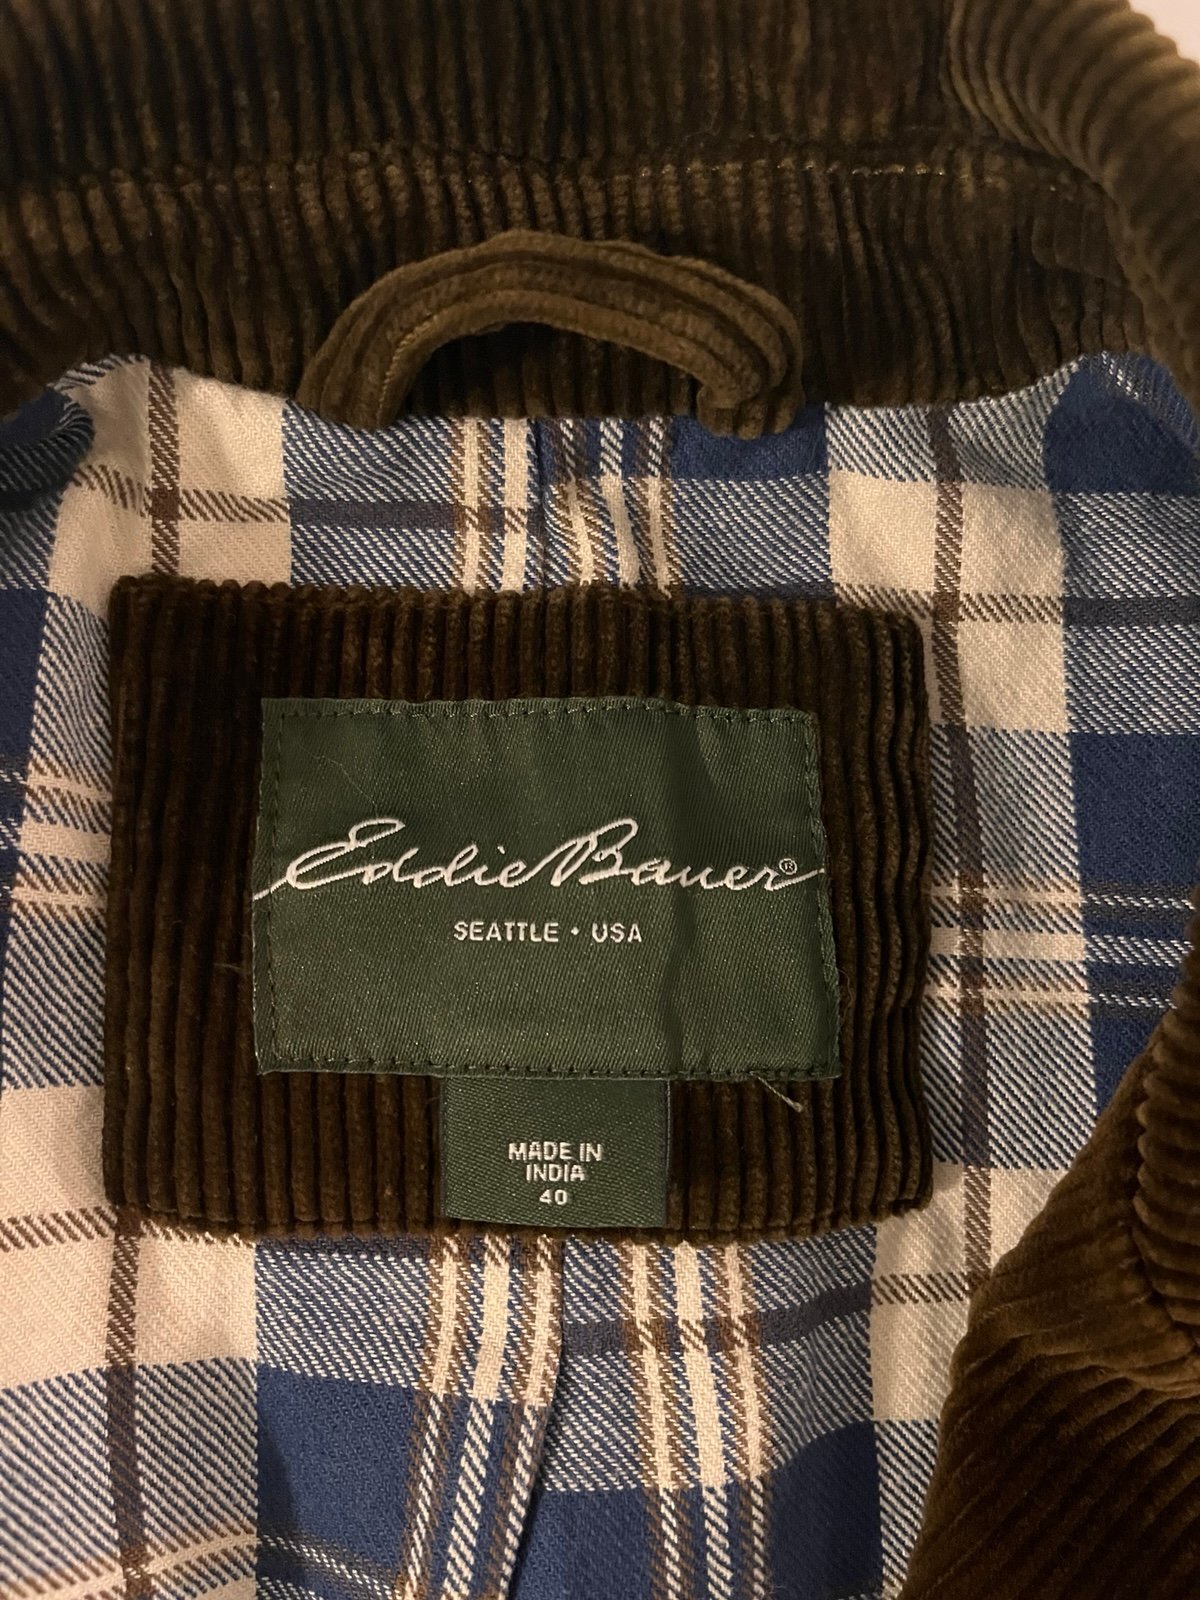 Eddie Bauer®
SEATTLE • USA
MADE IN
INDIA
40